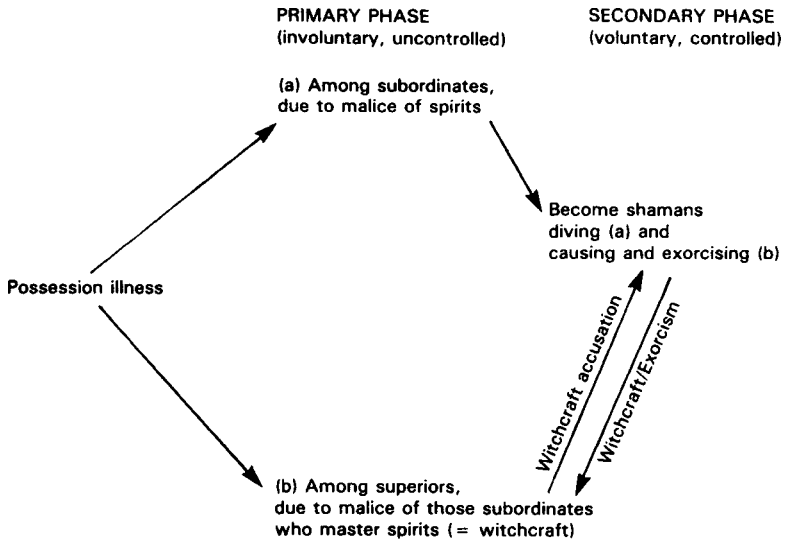 PRIMARY PHASE
(involuntary, uncontrolled)
SECONDARY PHASE
(voluntary, controlled)
(a) Among subordinates,
due to malice of spirits
Become shamans
diving (a) and
causing and exorcising (b)
Possession illness
Witchcraft accusation
Witchcraft/Exorcism
(b) Among superiors,
due to malice of those subordinates
who master spirits (= witchcraft)